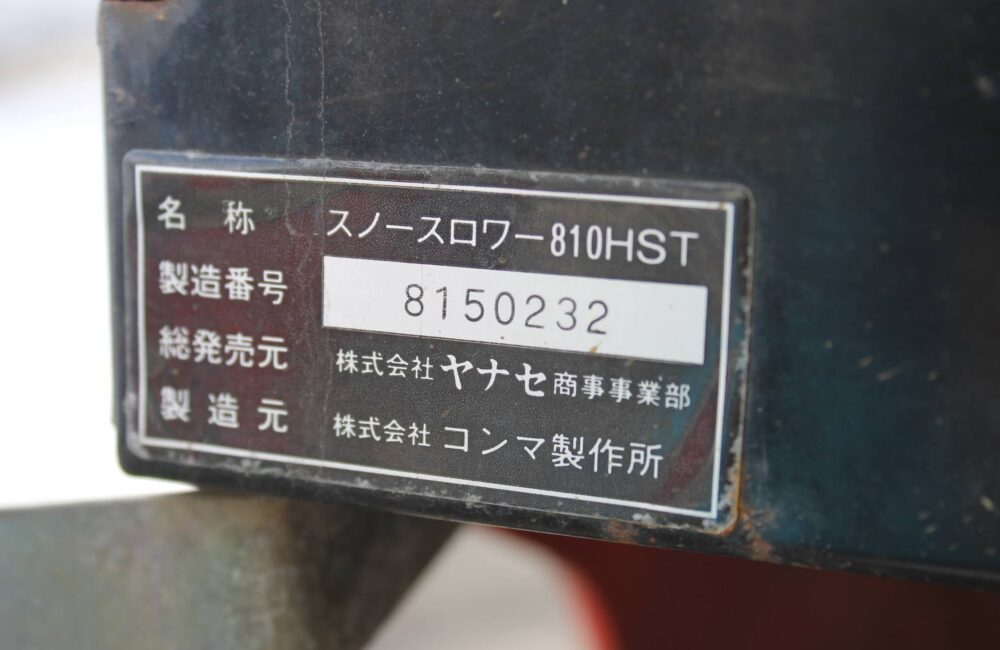 名 称 スノースロワー810HST
製造番号 8150232
総発売元 株式会社ヤナセ商事事業部
製造元 株式会社コンマ製作所